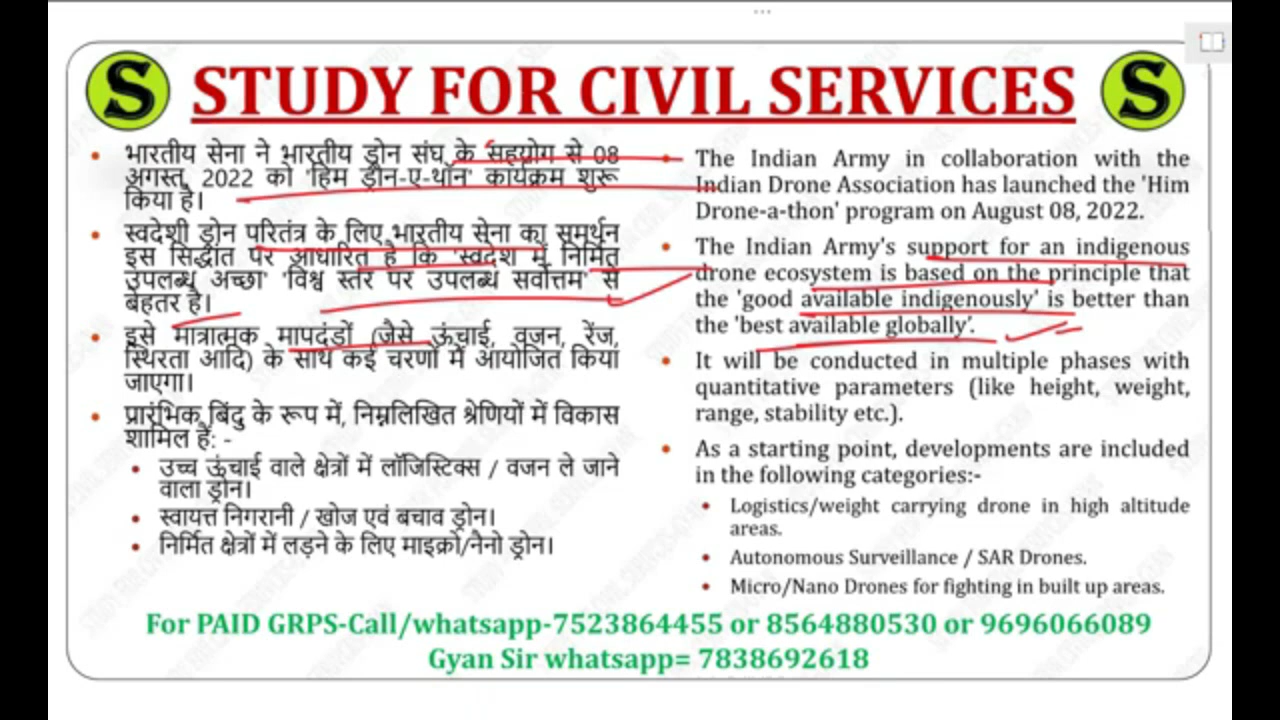 S STUDY FOR CIVIL SERVICES S
भारतीय सेना ने भारतीय ड्रोन संघ के सहयोग से 08
अगस्त, 2022 को 'हिम ड्रोन-ए-थॉन' कार्यक्रम शुरू
किया है।
स्वदेशी ड्रोन परितंत्र के लिए भारतीय सेना का समर्थन
इस सिद्धांत पर आधारित है कि 'स्वदेश में निर्मित
उपलब्ध अच्छा' 'विश्व स्तर पर उपलब्ध सर्वोत्तम' से
बेहतर है।
इसे मात्रात्मक मापदंडों (जैसे ऊंचाई, वजन, रेंज,
स्थिरता आदि) के साथ कई चरणों में आयोजित किया
जाएगा।
प्रारंभिक बिंदु के रूप में, निम्नलिखित श्रेणियों में विकास
शामिल हैं: -
उच्च ऊंचाई वाले क्षेत्रों में लॉजिस्टिक्स / वजन ले जाने
वाला ड्रोन।
स्वायत्त निगरानी / खोज एवं बचाव ड्रोन।
निर्मित क्षेत्रों में लड़ने के लिए माइक्रो/नैनो ड्रोन।
The Indian Army in collaboration with the
Indian Drone Association has launched the 'Him
Drone-a-thon' program on August 08, 2022.
The Indian Army's support for an indigenous
drone ecosystem is based on the principle that
the 'good available indigenously' is better than
the 'best available globally'.
It will be conducted in multiple phases with
quantitative parameters (like height, weight,
range, stability etc.).
As a starting point, developments are included
in the following categories:-
Logistics/weight carrying drone in high altitude
areas.
Autonomous Surveillance / SAR Drones.
Micro/Nano Drones for fighting in built up areas.
For PAID GRPS-Call/whatsapp-7523864455 or 8564880530 or 9696066089
Gyan Sir whatsapp= 7838692618